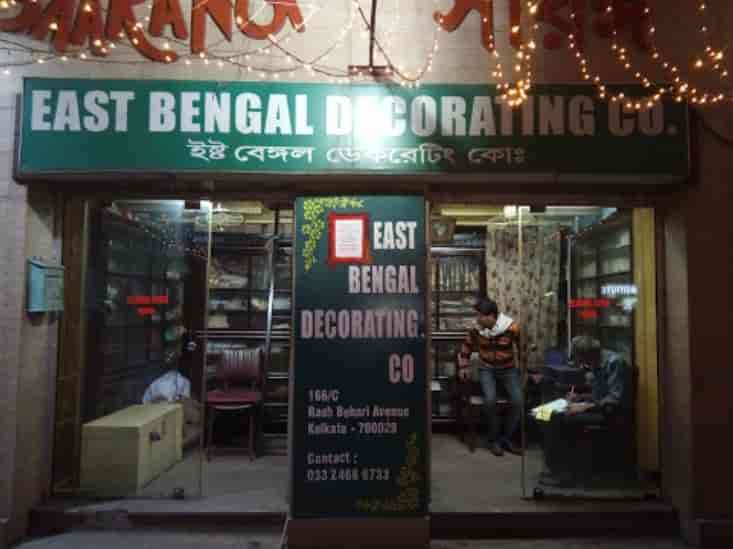 সারঙ্গ
EAST BENGAL DECORATING CO.
ইষ্ট বেঙ্গল ডেকরেটিং কোঃ
EAST
BENGAL
DECORATING
CO
166/C
Rash Behari Avenue
Kolkata - 700029
Contact :
033 2466 6733